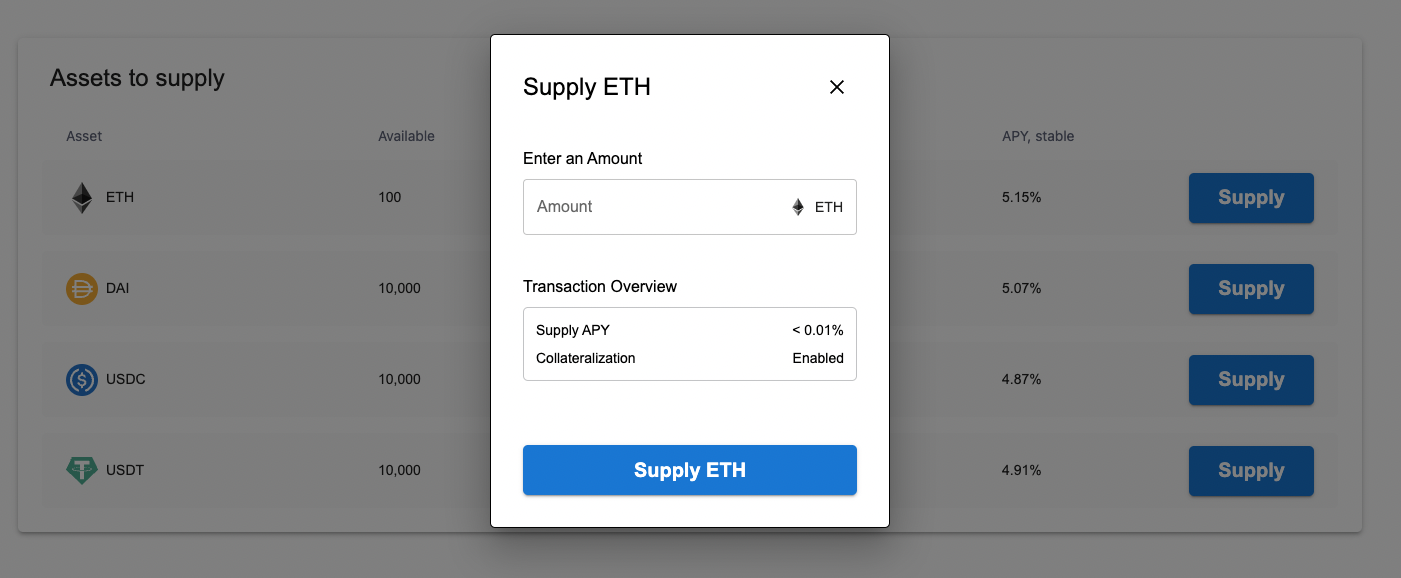 Assets to supply
Asset Available APY, stable
ETH 100 5.15% Supply
DAI 10,000 5.07% Supply
USDC 10,000 4.87% Supply
USDT 10,000 4.91% Supply
Supply ETH
Enter an Amount
Amount ETH
Transaction Overview
Supply APY < 0.01%
Collateralization Enabled
Supply ETH